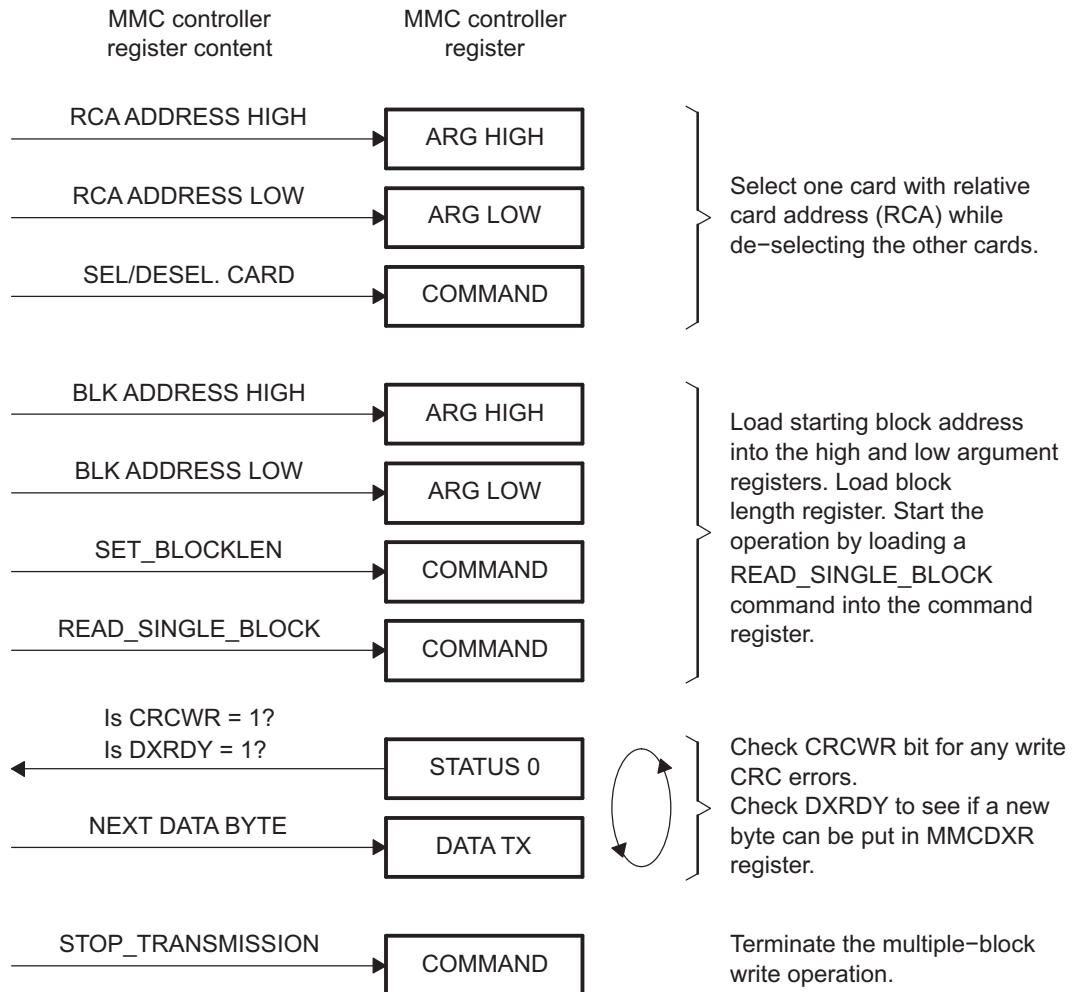 MMC controller
register content
MMC controller
register
RCA ADDRESS HIGH
ARG HIGH
RCA ADDRESS LOW
ARG LOW
SEL/DESEL. CARD
COMMAND
Select one card with relative
card address (RCA) while
de−selecting the other cards.
BLK ADDRESS HIGH
ARG HIGH
BLK ADDRESS LOW
ARG LOW
SET_BLOCKLEN
COMMAND
READ_SINGLE_BLOCK
COMMAND
Load starting block address
into the high and low argument
registers. Load block
length register. Start the
operation by loading a
READ_SINGLE_BLOCK
command into the command
register.
Is CRCWR = 1?
Is DXRDY = 1?
STATUS 0
NEXT DATA BYTE
DATA TX
Check CRCWR bit for any write
CRC errors.
Check DXRDY to see if a new
byte can be put in MMCDXR
register.
STOP_TRANSMISSION
COMMAND
Terminate the multiple−block
write operation.